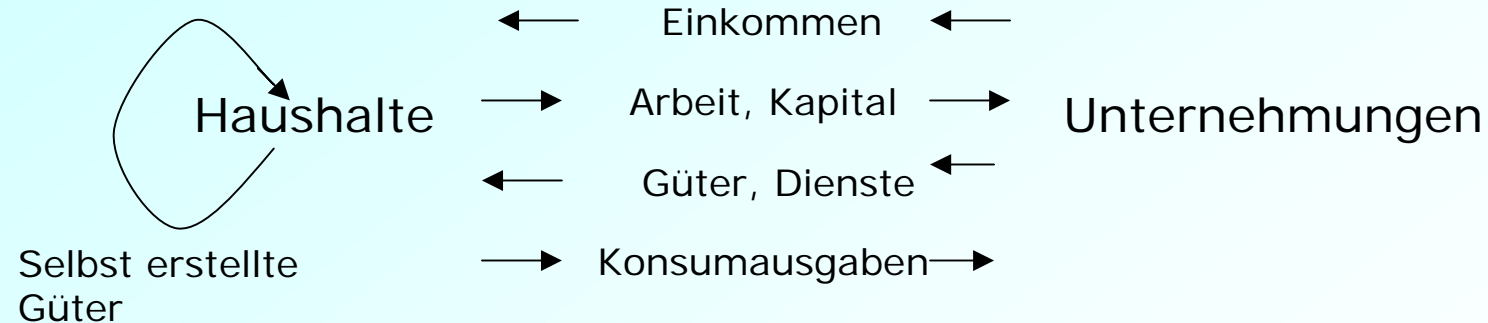 Einkommen
Haushalte
Arbeit, Kapital
Unternehmungen
Güter, Dienste
Selbst erstellte
Güter
Konsumausgaben